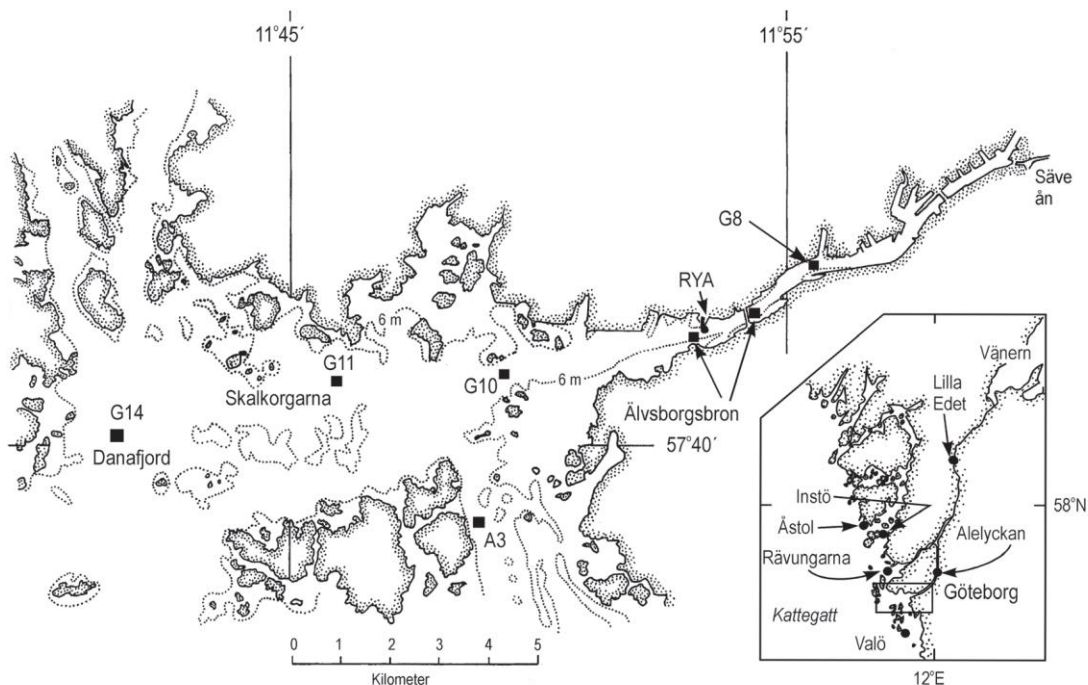 11°45´
11°55´
Säve
ån
G8
RYA
6 m
G11
Skalkorgarna
G10
6 m
Älvsborgsbron
G14
Danafjord
57°40´
A3
0 1 2 3 4 5
Kilometer
Vänern
Lilla
Edet
Instö
58°N
Åstol
Alelyckan
Rävungarna
Göteborg
Kattegatt
Valö
12°E